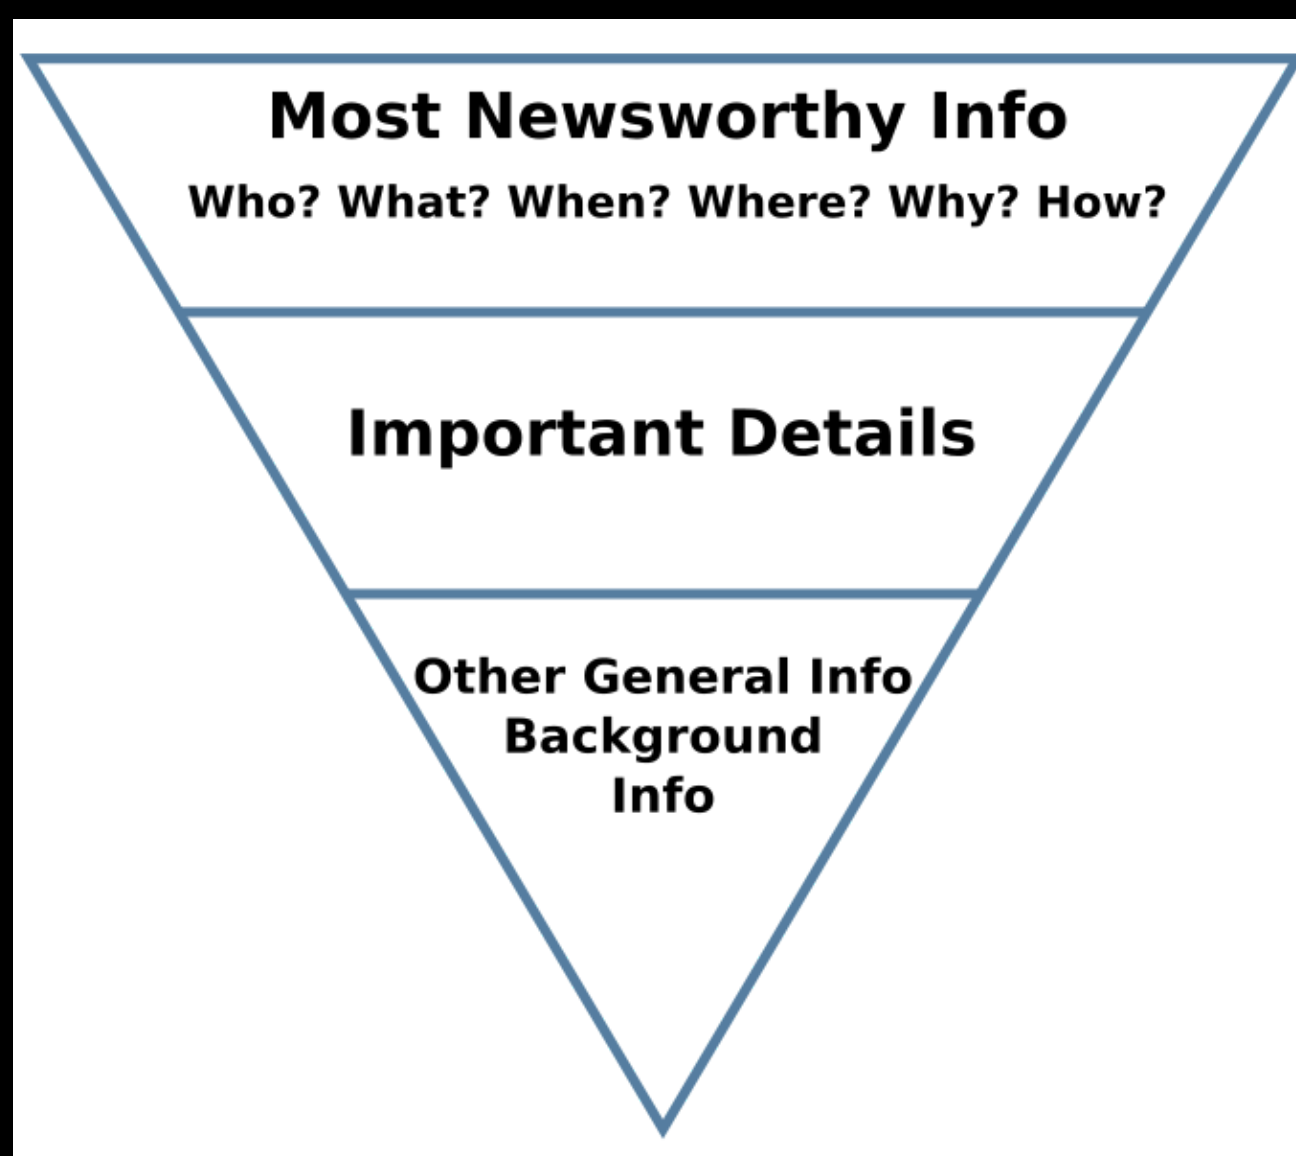 Most Newsworthy Info
Who? What? When? Where? Why? How?
Important Details
Other General Info
Background
Info